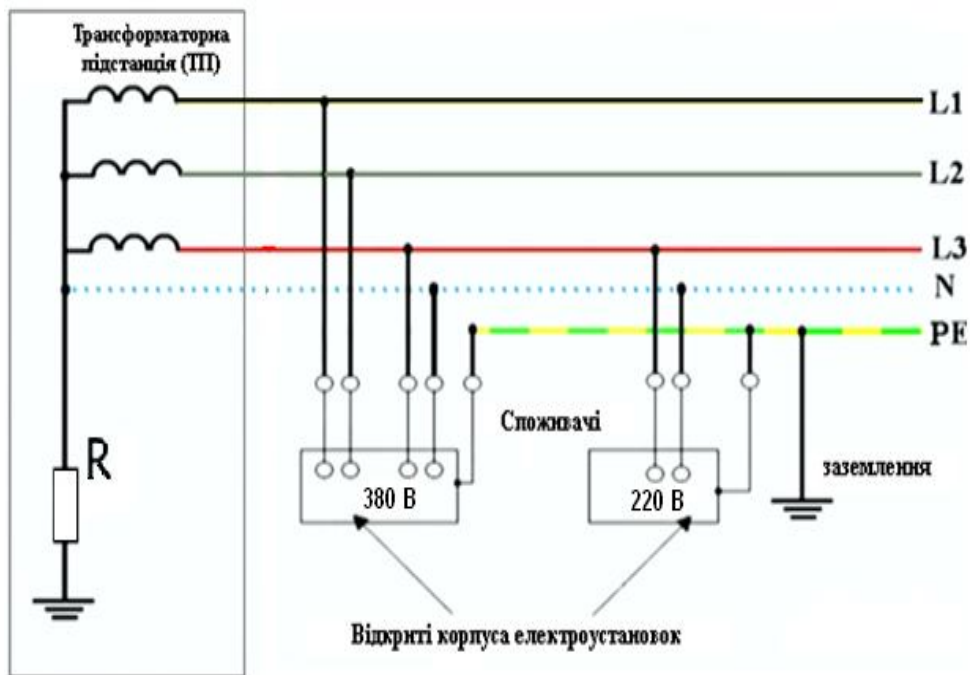 Трансформаторна
підстанція (ТП)
L1
L2
L3
N
PE
R
Споживачі
заземлення
380 В
220 В
Відкриті корпуса електроустановок